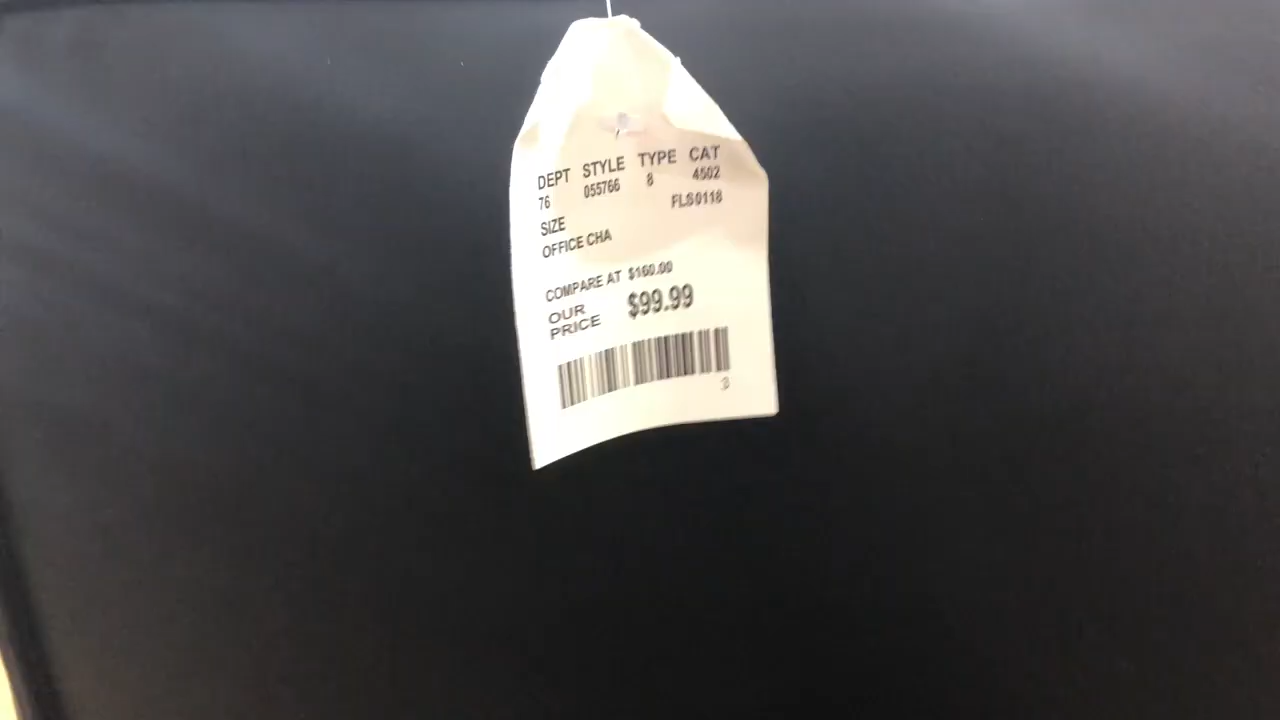 DEPT STYLE TYPE CAT
76 055766 8 4502
FLS0118
SIZE
OFFICE CHA
COMPARE AT $160.00
OUR PRICE $99.99
3